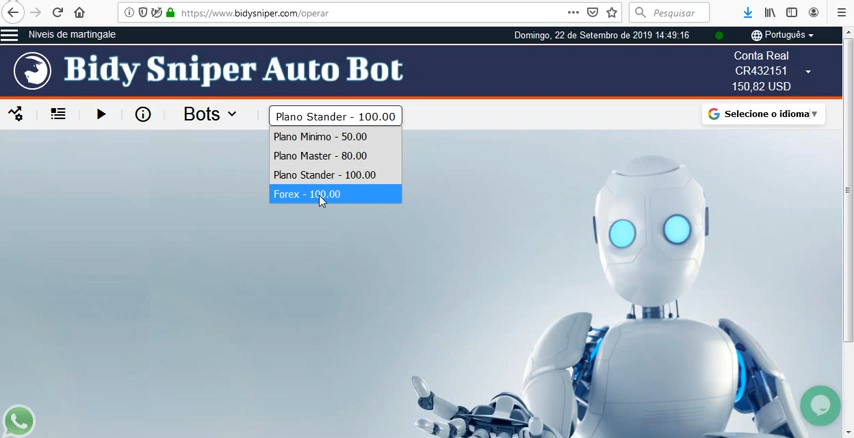 https://www.bidysniper.com/operar
Pesquisar
Niveis de martingale
Domingo, 22 de Setembro de 2019 14:49:16
Português
Bidy Sniper Auto Bot
Conta Real
CR432151
150,82 USD
Bots
Plano Stander - 100.00
Selecione o idioma
Plano Minimo - 50.00
Plano Master - 80.00
Plano Stander - 100.00
Forex - 100.00